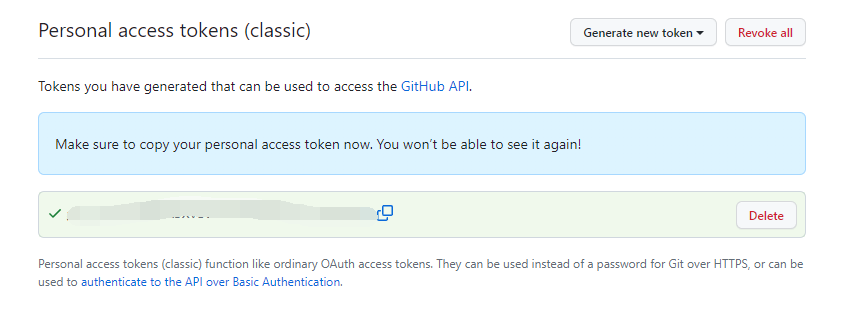 Personal access tokens (classic)
Generate new token
Revoke all
Tokens you have generated that can be used to access the GitHub API.
Make sure to copy your personal access token now. You won’t be able to see it again!
Delete
Personal access tokens (classic) function like ordinary OAuth access tokens. They can be used instead of a password for Git over HTTPS, or can be
used to authenticate to the API over Basic Authentication.